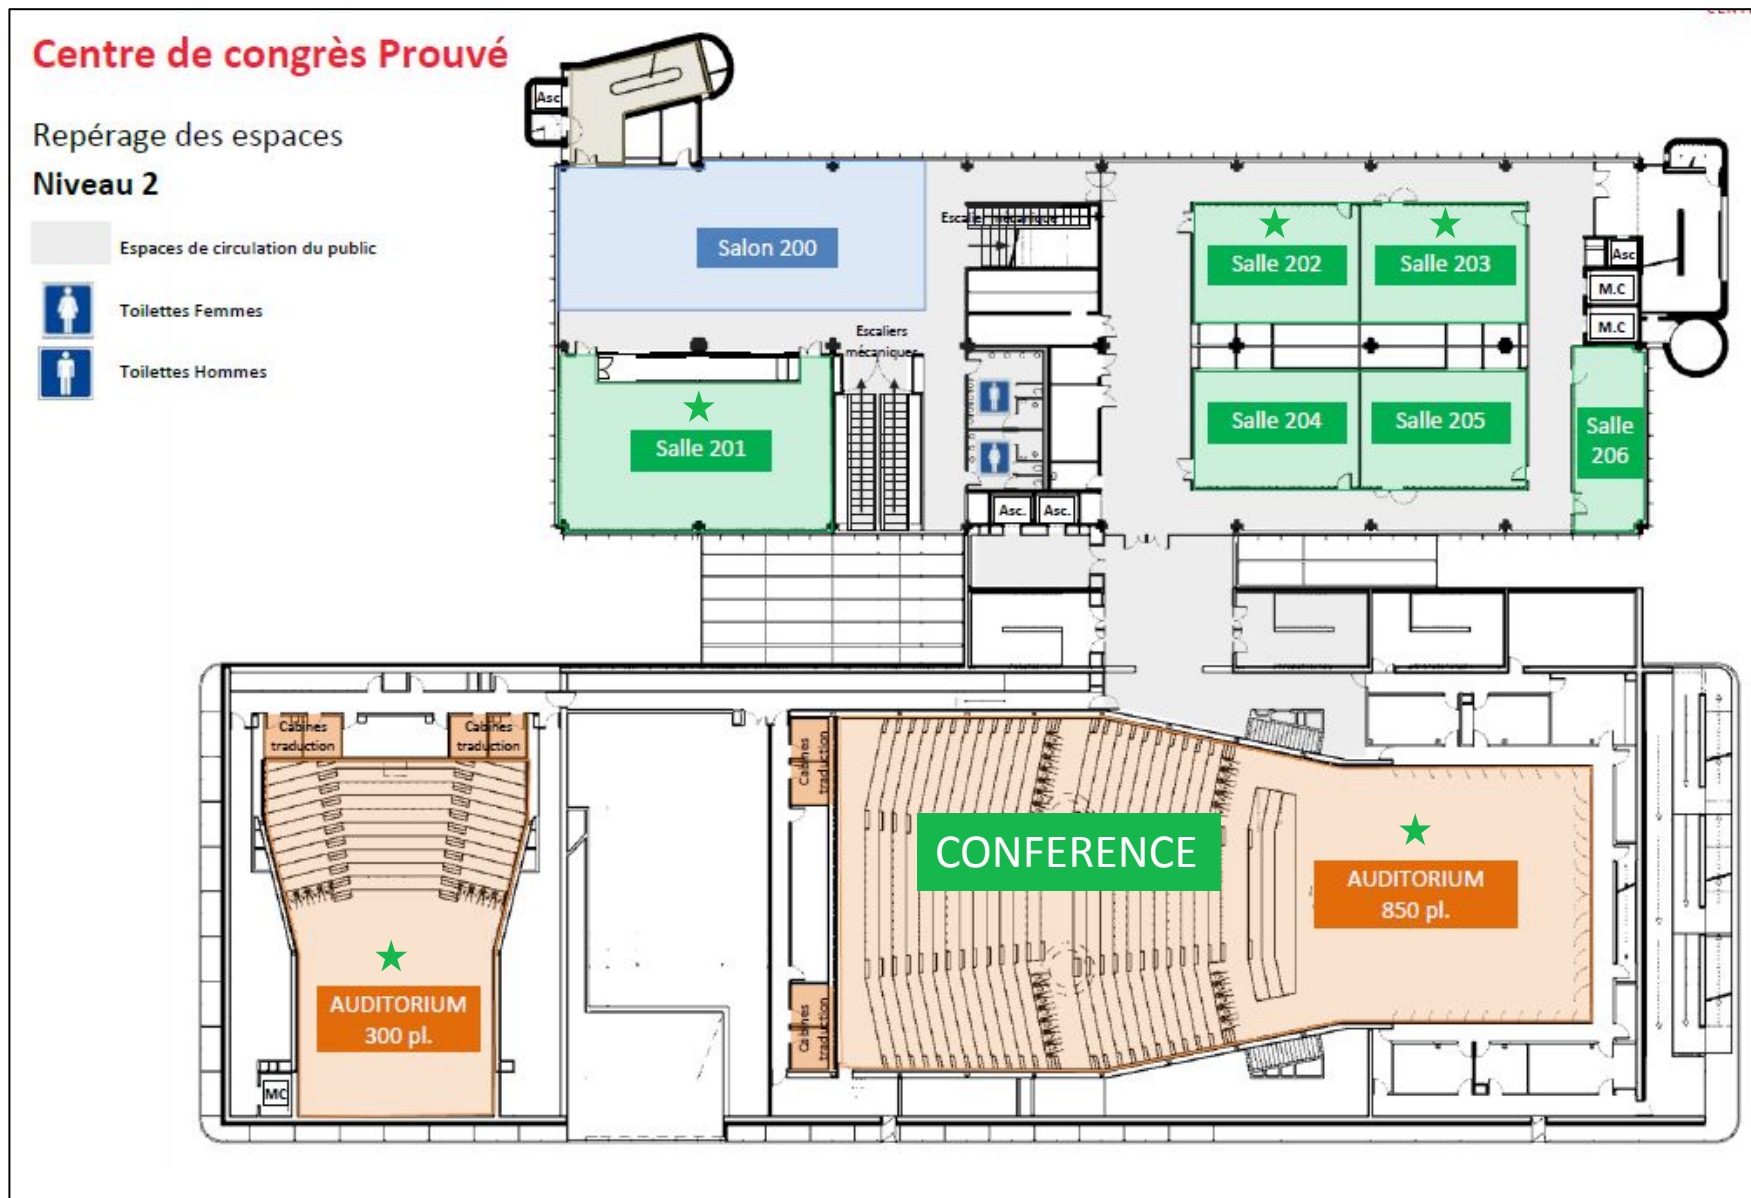 Centre de congrès Prouvé
Repérage des espaces
Niveau 2
Espaces de circulation du public
Toilettes Femmes
Toilettes Hommes
Asc
Salon 200
Escalier mécanique
Salle 202
Salle 203
Asc
M.C
M.C
Escaliers
mécaniques
Salle 201
Salle 204
Salle 205
Salle
206
Asc.
Asc.
Cabines
traduction
Cabines
traduction
Cabines
traduction
CONFERENCE
AUDITORIUM
850 pl.
AUDITORIUM
300 pl.
Cabines
traduction
MC